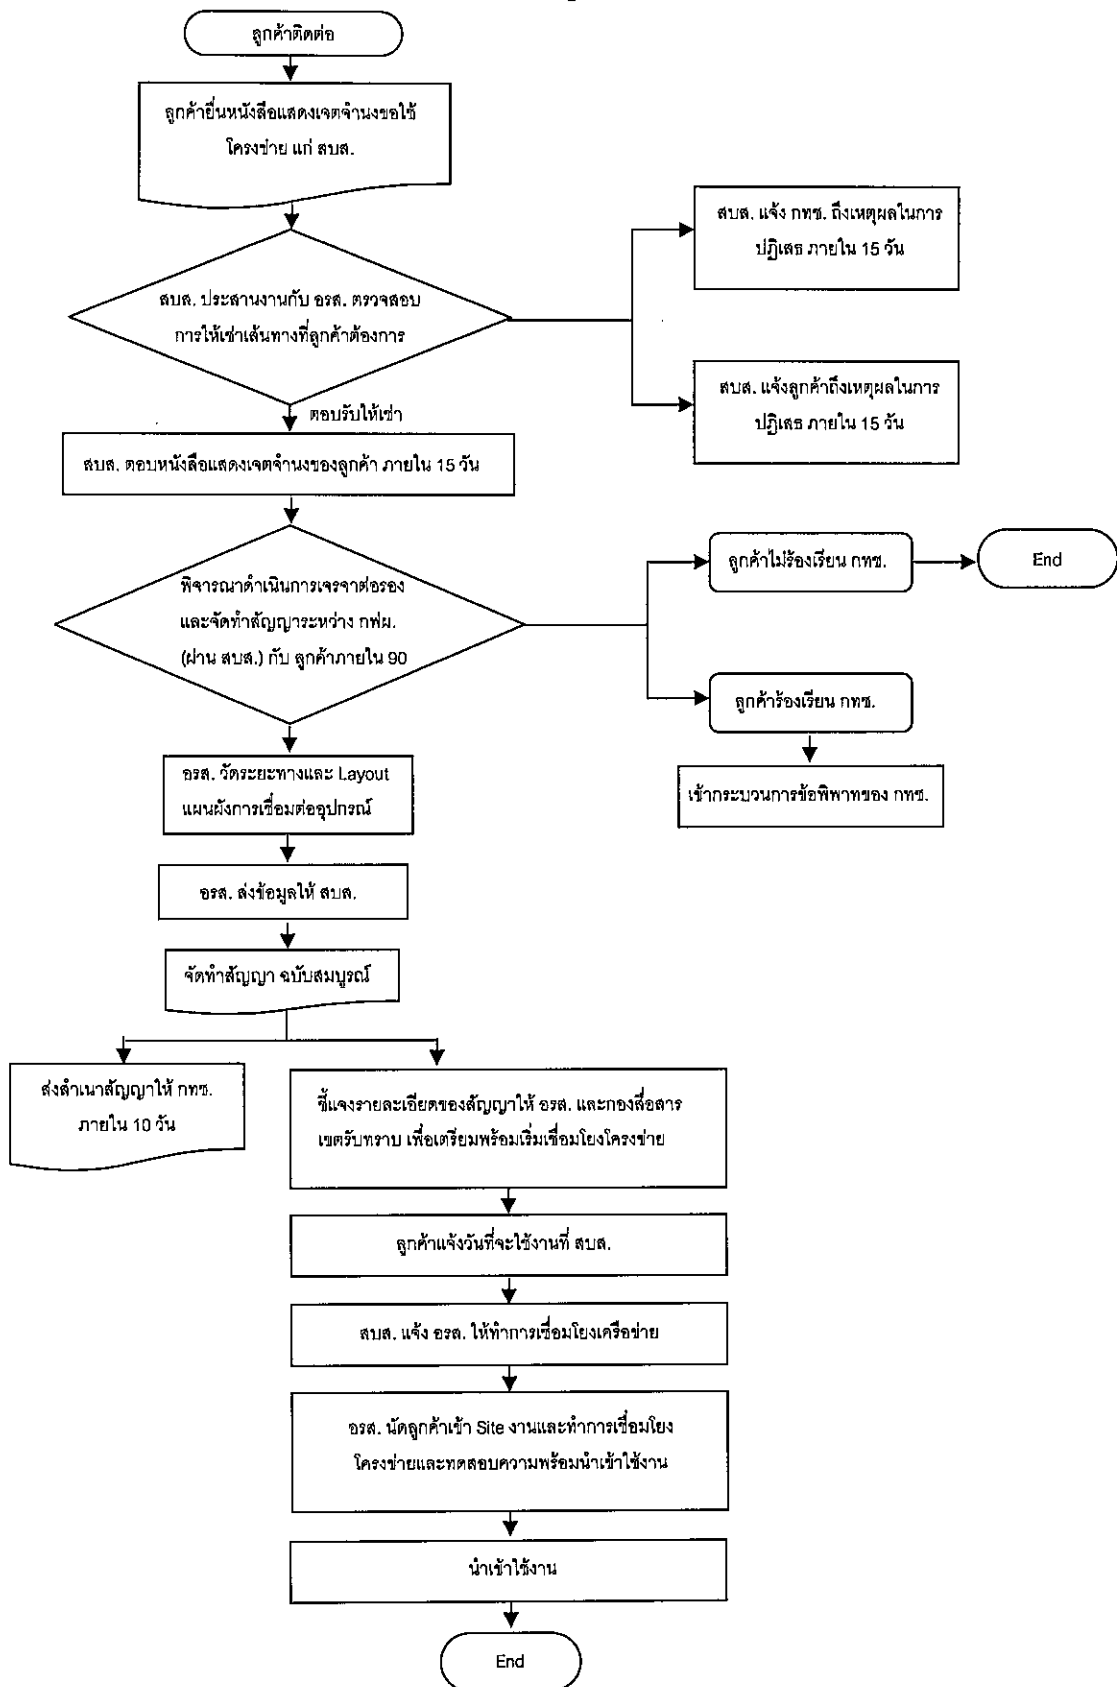 ลูกค้าติดต่อ
ลูกค้ายื่นหนังสือแสดงเจตจำนงขอใช้
โครงข่าย แก่ สบส.
สบส. ประสานงานกับ อรส. ตรวจสอบ
การให้เช่าเส้นทางที่ลูกค้าต้องการ
สบส. แจ้ง กทช. ถึงเหตุผลในการ
ปฏิเสธ ภายใน 15 วัน
สบส. แจ้งลูกค้าถึงเหตุผลในการ
ปฏิเสธ ภายใน 15 วัน
ตอบรับให้เช่า
สบส. ตอบหนังสือแสดงเจตจำนงของลูกค้า ภายใน 15 วัน
พิจารณาดำเนินการเจรจาต่อรอง
และจัดทำสัญญาระหว่าง กฟผ.
(ผ่าน สบส.) กับ ลูกค้าภายใน 90
ลูกค้าไม่ร้องเรียน กทช.
End
ลูกค้าร้องเรียน กทช.
เข้ากระบวนการข้อพิพาทของ กทช.
อรส. วัดระยะทางและ Layout
แผนผังการเชื่อมต่ออุปกรณ์
อรส. ส่งข้อมูลให้ สบส.
จัดทำสัญญา ฉบับสมบูรณ์
ส่งสำเนาสัญญาให้ กทช.
ภายใน 10 วัน
ชี้แจงรายละเอียดของสัญญาให้ อรส. และกองสื่อสาร
เขตรับทราบ เพื่อเตรียมพร้อมเริ่มเชื่อมโยงโครงข่าย
ลูกค้าแจ้งวันที่จะใช้งานที่ สบส.
สบส. แจ้ง อรส. ให้ทำการเชื่อมโยงเครือข่าย
อรส. นัดลูกค้าเข้า Site งานและทำการเชื่อมโยง
โครงข่ายและทดสอบความพร้อมนำเข้าใช้งาน
นำเข้าใช้งาน
End